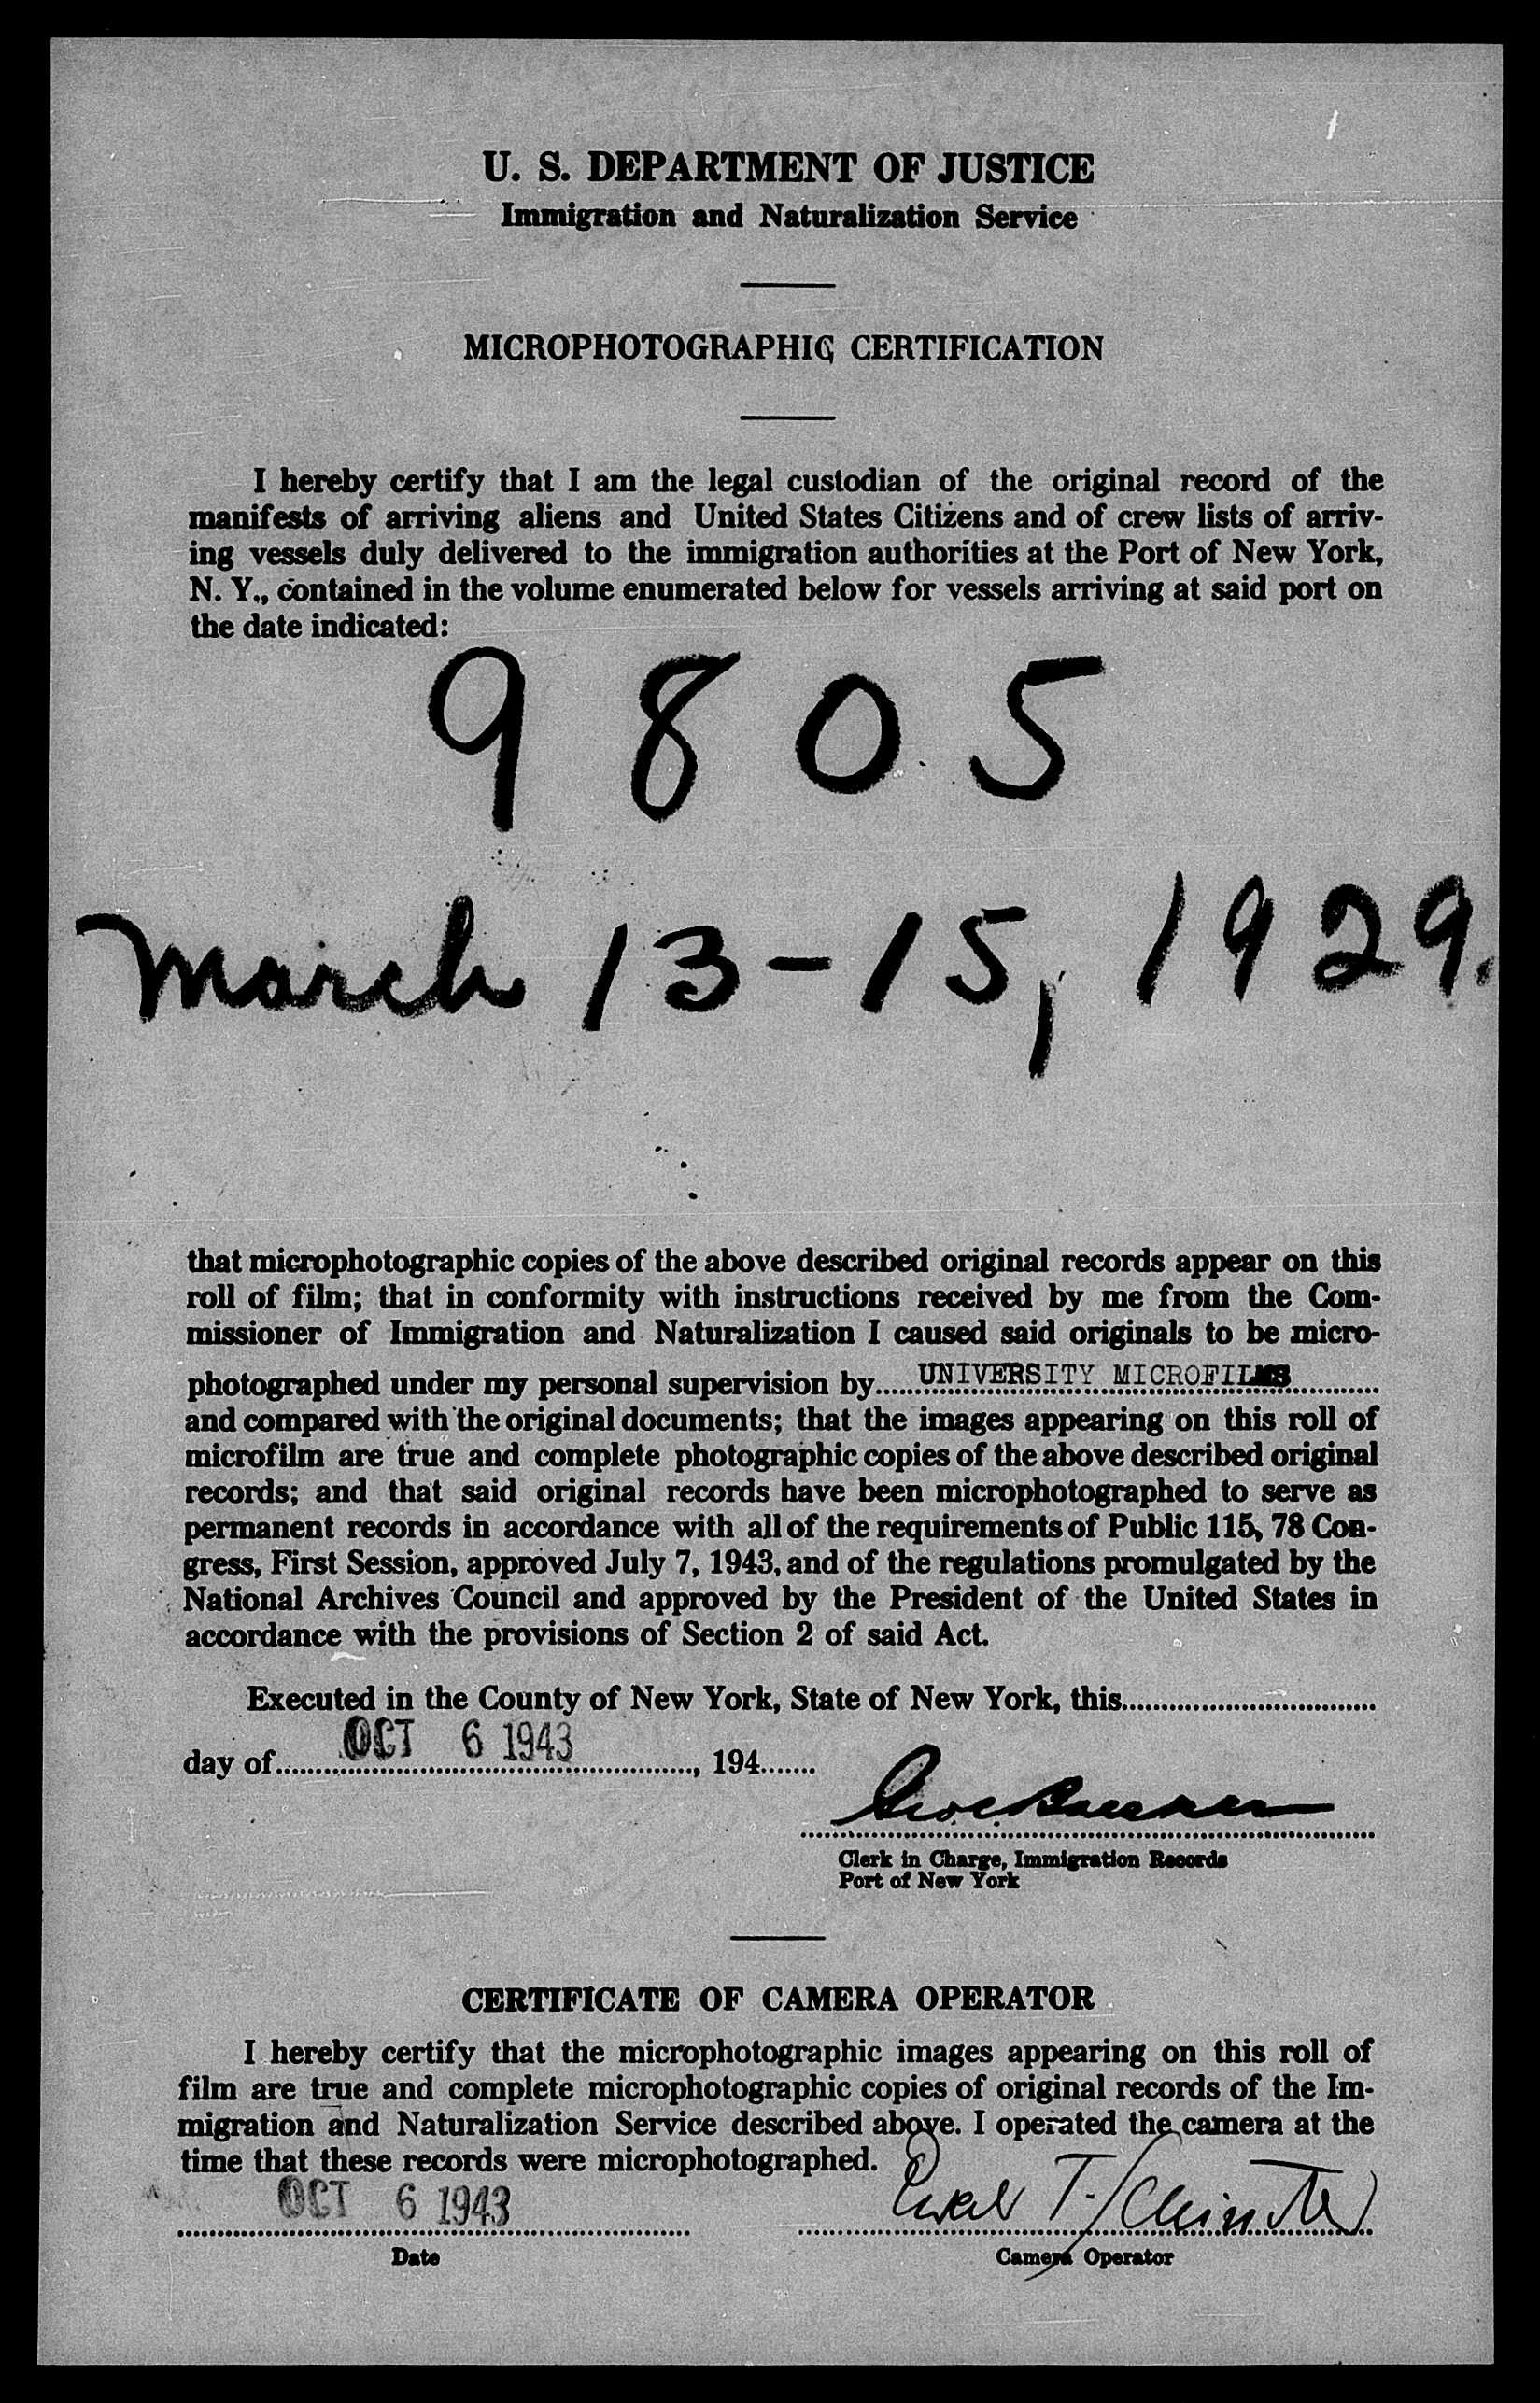 U. S. DEPARTMENT OF JUSTICE
Immigration and Naturalization Service
MICROPHOTOGRAPHIC CERTIFICATION
I hereby certify that I am the legal custodian of the original record of the
manifests of arriving aliens and United States Citizens and of crew lists of arriv-
ing vessels duly delivered to the immigration authorities at the Port of New York,
N. Y., contained in the volume enumerated below for vessels arriving at said port on
the date indicated:
9805
March 13-15, 1929.
that microphotographic copies of the above described original records appear on this
roll of film; that in conformity with instructions received by me from the Com-
missioner of Immigration and Naturalization I caused said originals to be micro-
photographed under my personal supervision by UNIVERSITY MICROFILMS
and compared with the original documents; that the images appearing on this roll of
microfilm are true and complete photographic copies of the above described original
records; and that said original records have been microphotographed to serve as
permanent records in accordance with all of the requirements of Public 115, 78 Con-
gress, First Session, approved July 7, 1943, and of the regulations promulgated by the
National Archives Council and approved by the President of the United States in
accordance with the provisions of Section 2 of said Act.
Executed in the County of New York, State of New York, this
day of OCT 6 1943, 194
Clerk in Charge, Immigration Records
Port of New York
CERTIFICATE OF CAMERA OPERATOR
I hereby certify that the microphotographic images appearing on this roll of
film are true and complete microphotographic copies of original records of the Im-
migration and Naturalization Service described above. I operated the camera at the
time that these records were microphotographed.
OCT 6 1943
Date
Camera Operator